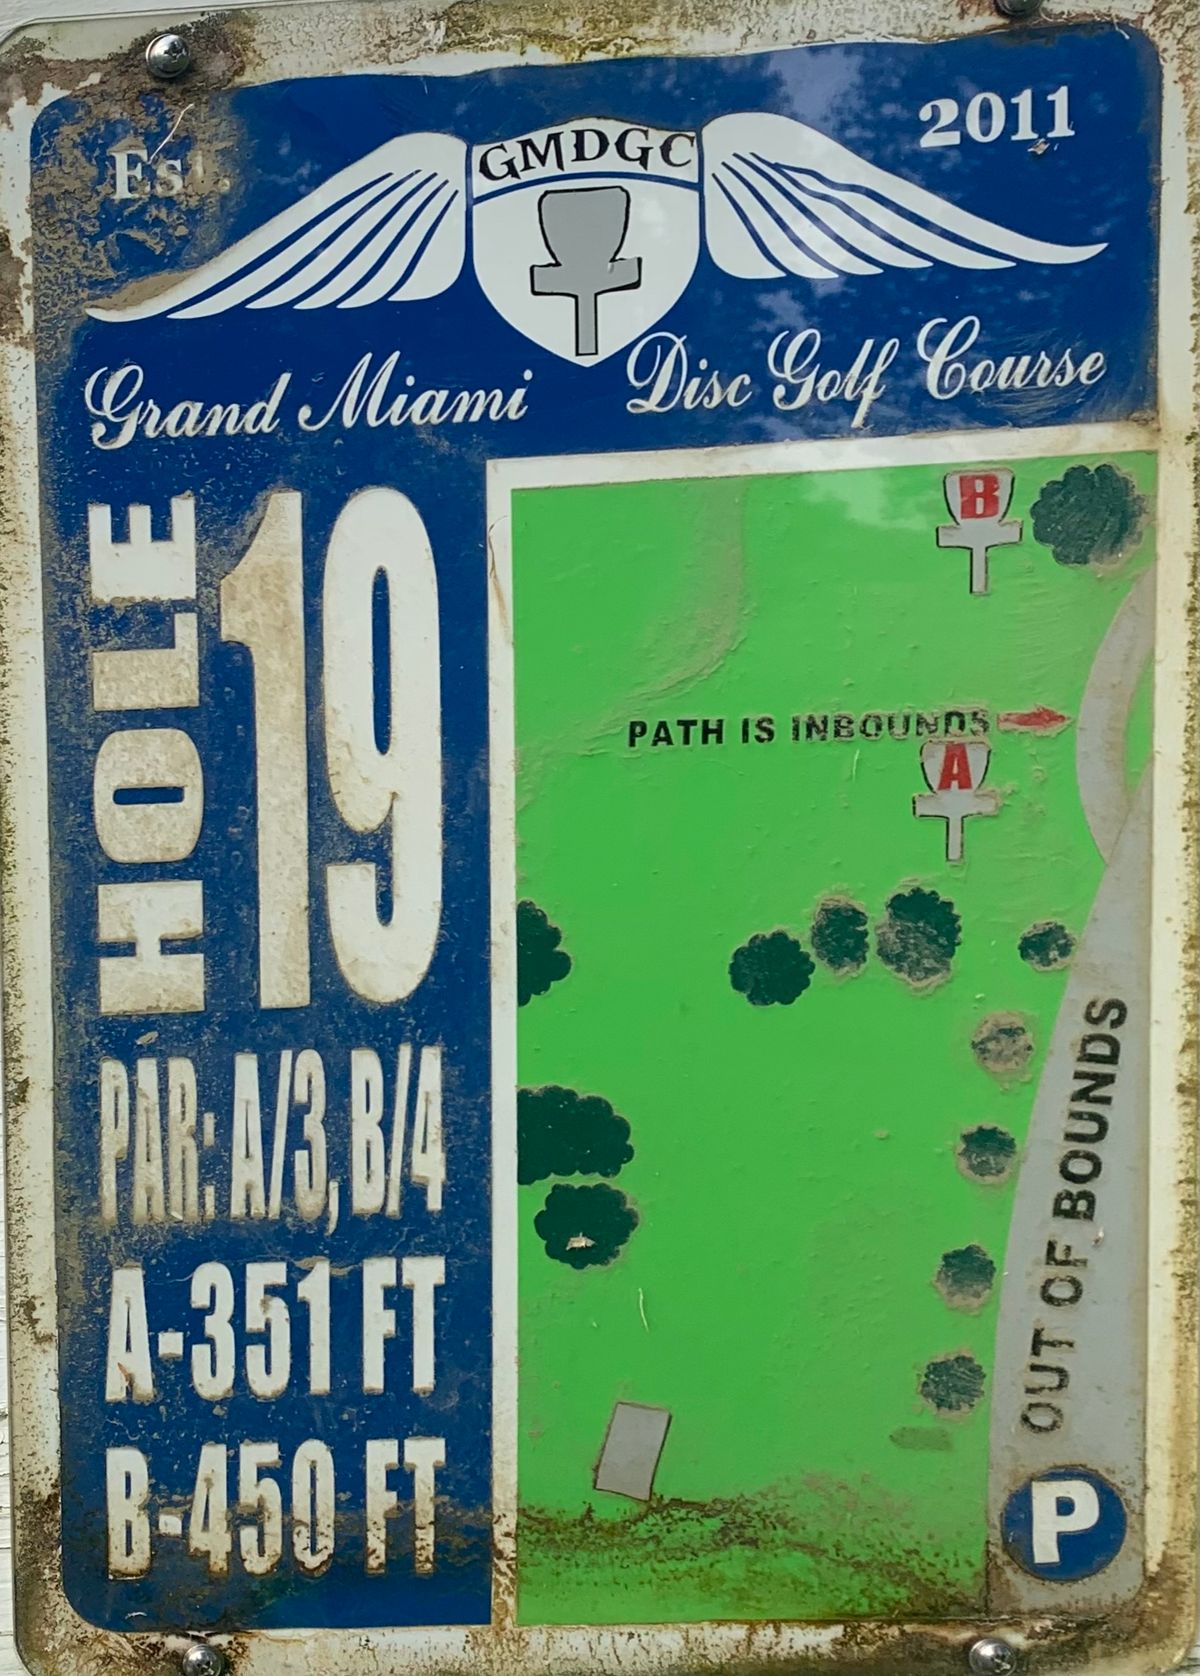 Est. 2011
GMDGC
Grand Miami Disc Golf Course
HOLE 19
PAR: A/3, B/4
A-351 FT
B-450 FT
B
PATH IS INBOUNDS
A
OUT OF BOUNDS
P